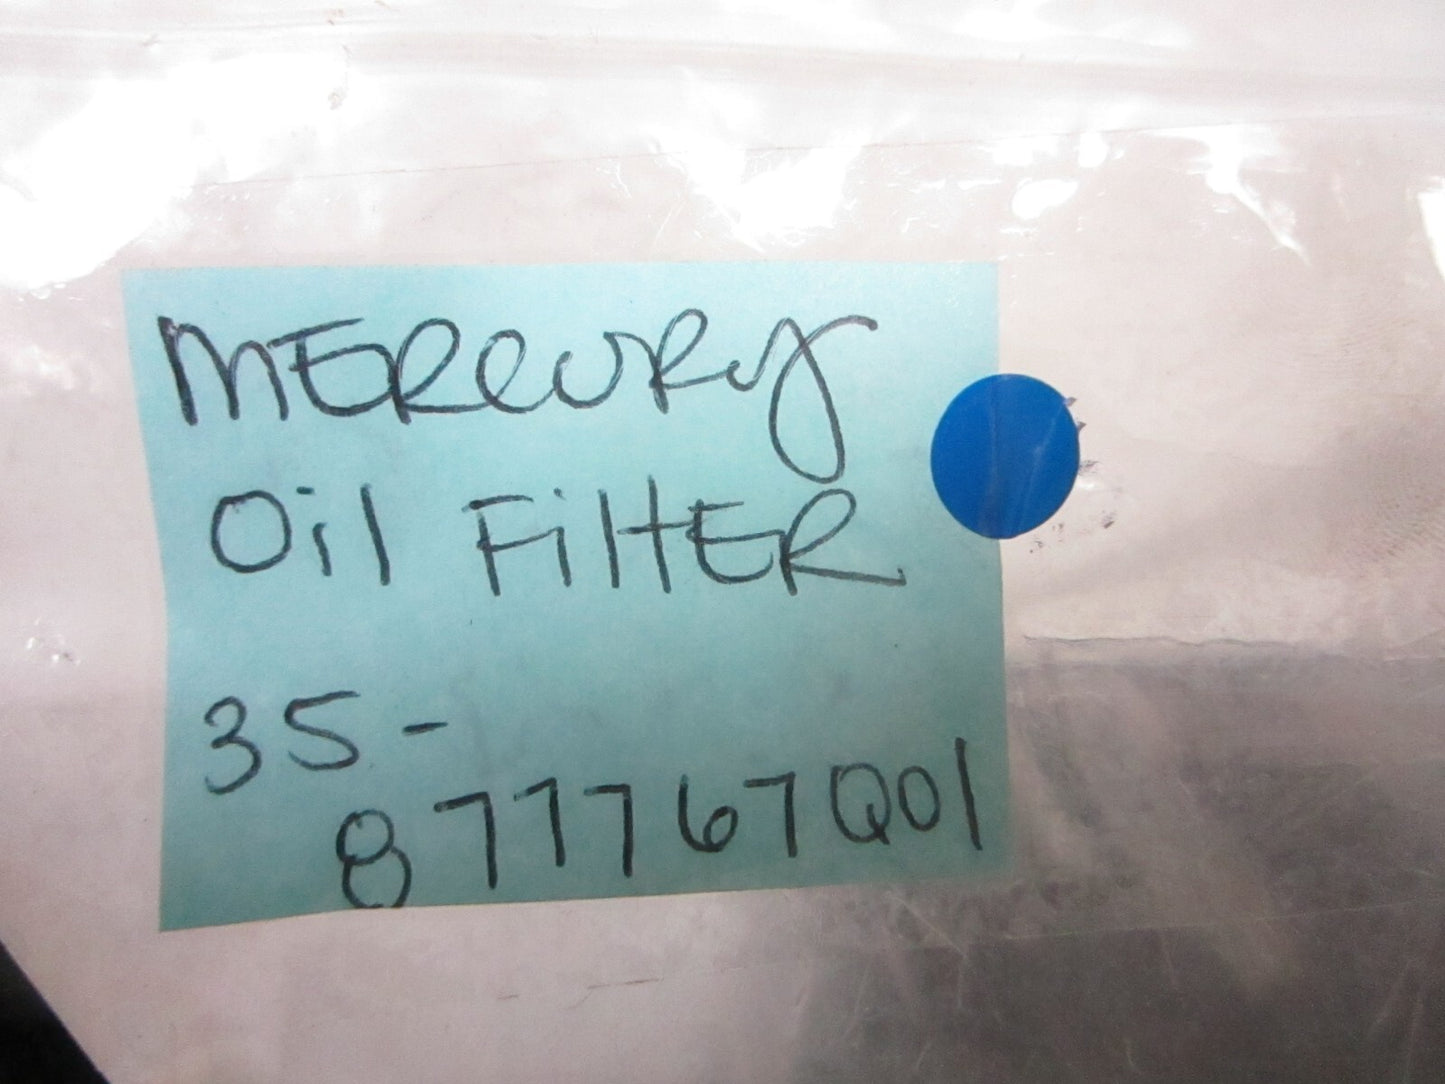 MERCURY
Oil FilTER
35-
877767Q01